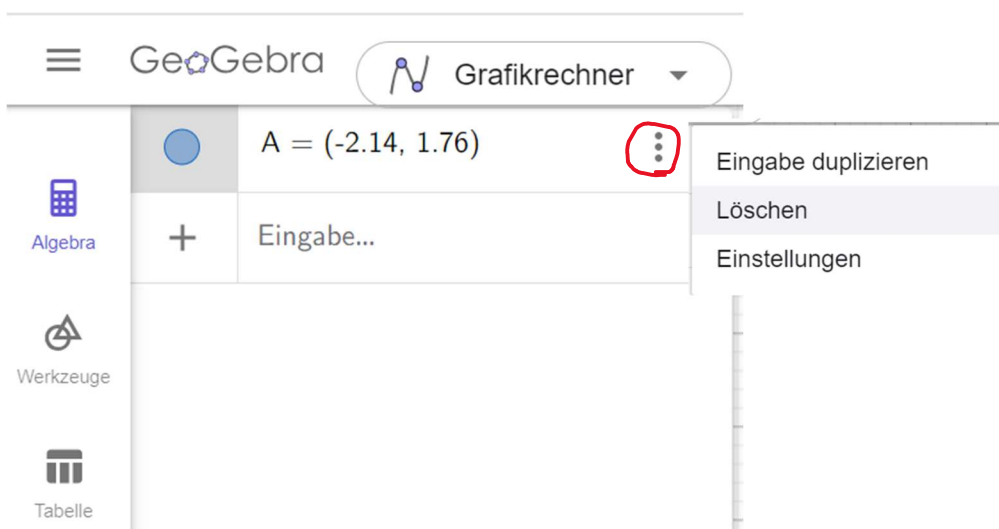 GeoGebra
Grafikrechner
A = (-2.14, 1.76)
Eingabe duplizieren
Löschen
Einstellungen
+ Eingabe...
Algebra
Werkzeuge
Tabelle